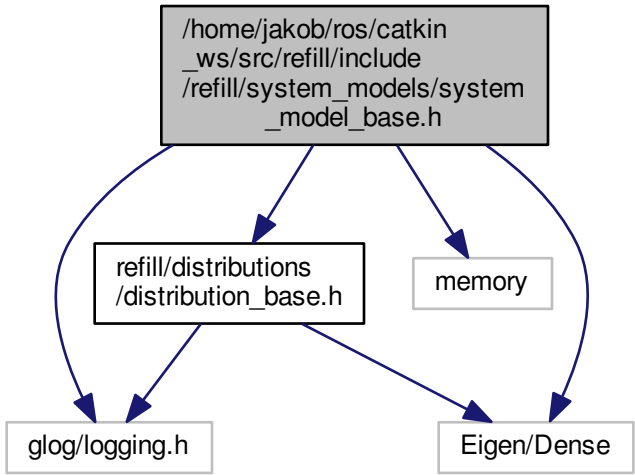 /home/jakob/ros/catkin
_ws/src/refill/include
/refill/system_models/system
_model_base.h
refill/distributions
/distribution_base.h
memory
glog/logging.h
Eigen/Dense